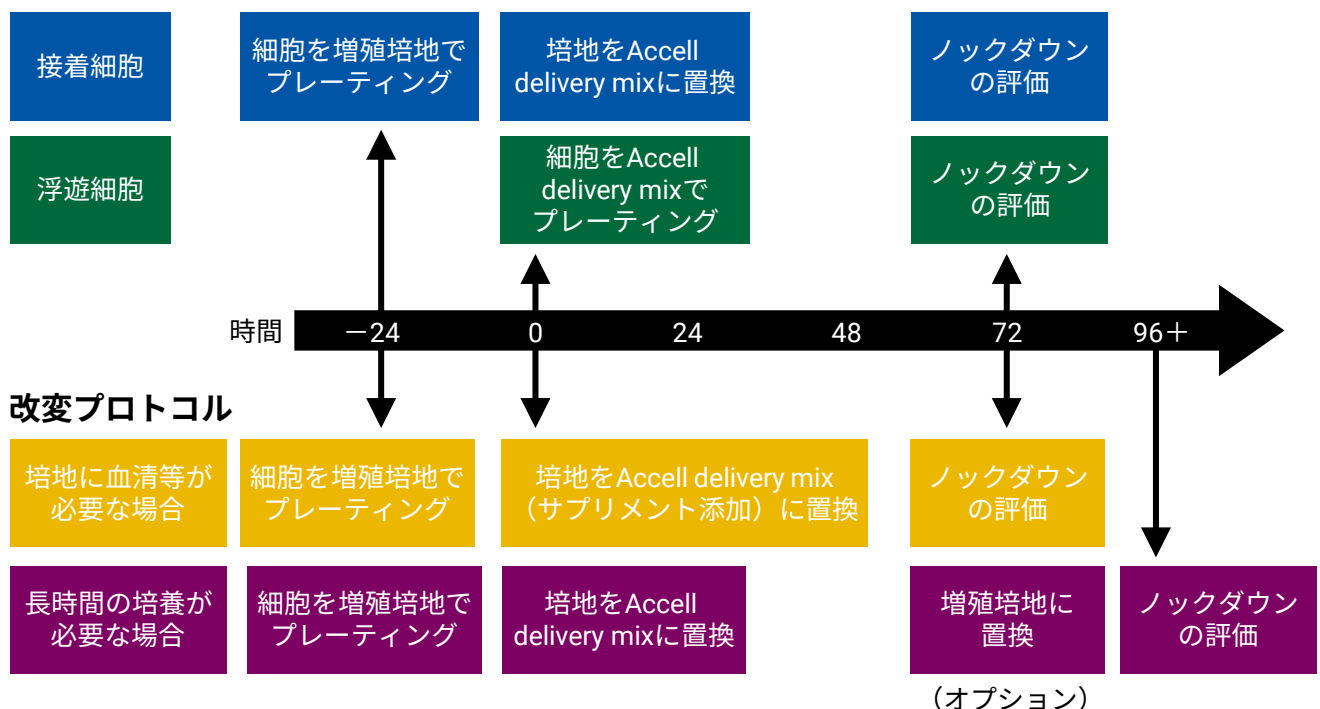 接着細胞
細胞を増殖培地で
プレーティング
培地をAccell
delivery mixに置換
ノックダウン
の評価
浮遊細胞
細胞をAccell
delivery mixで
プレーティング
ノックダウン
の評価
時間
－24
0
24
48
72
96＋
改変プロトコル
培地に血清等が
必要な場合
細胞を増殖培地で
プレーティング
培地をAccell delivery mix
（サプリメント添加）に置換
ノックダウン
の評価
長時間の培養が
必要な場合
細胞を増殖培地で
プレーティング
培地をAccell
delivery mixに置換
増殖培地に
置換
（オプション）
ノックダウン
の評価